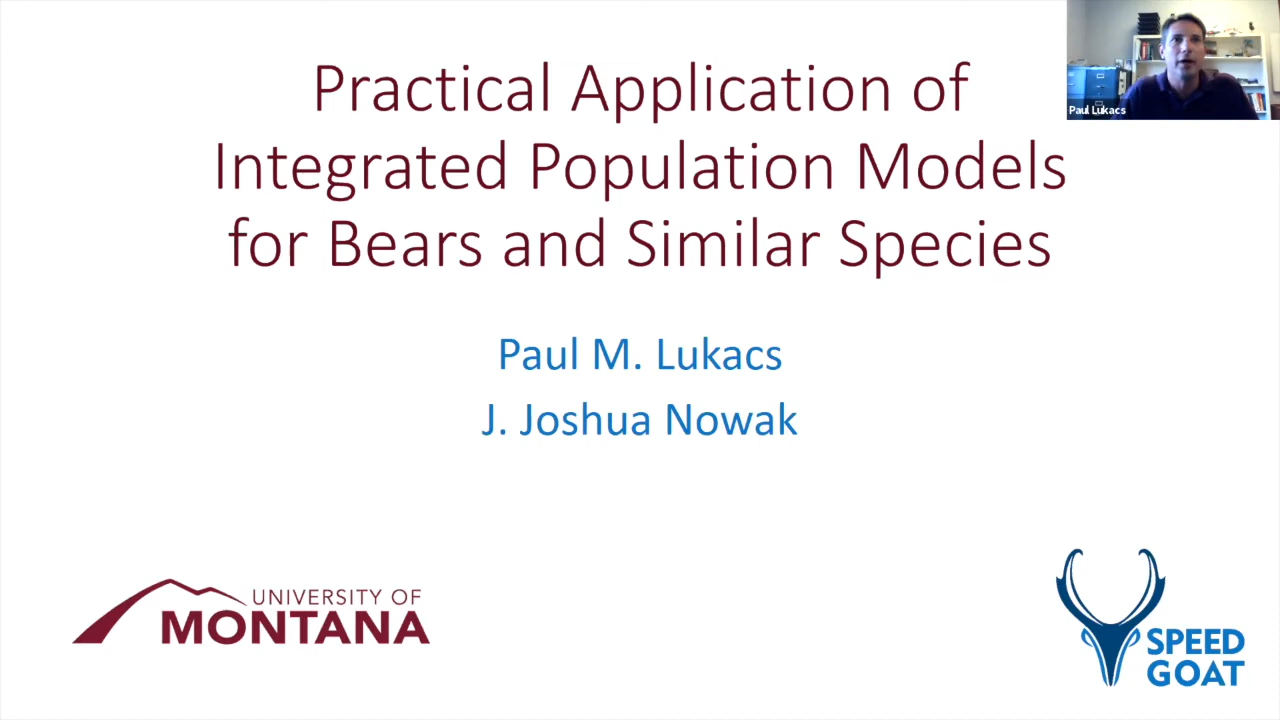 Practical Application of
Integrated Population Models
for Bears and Similar Species
Paul Lukacs
Paul M. Lukacs
J. Joshua Nowak
UNIVERSITY OF
MONTANA
SPEED
GOAT